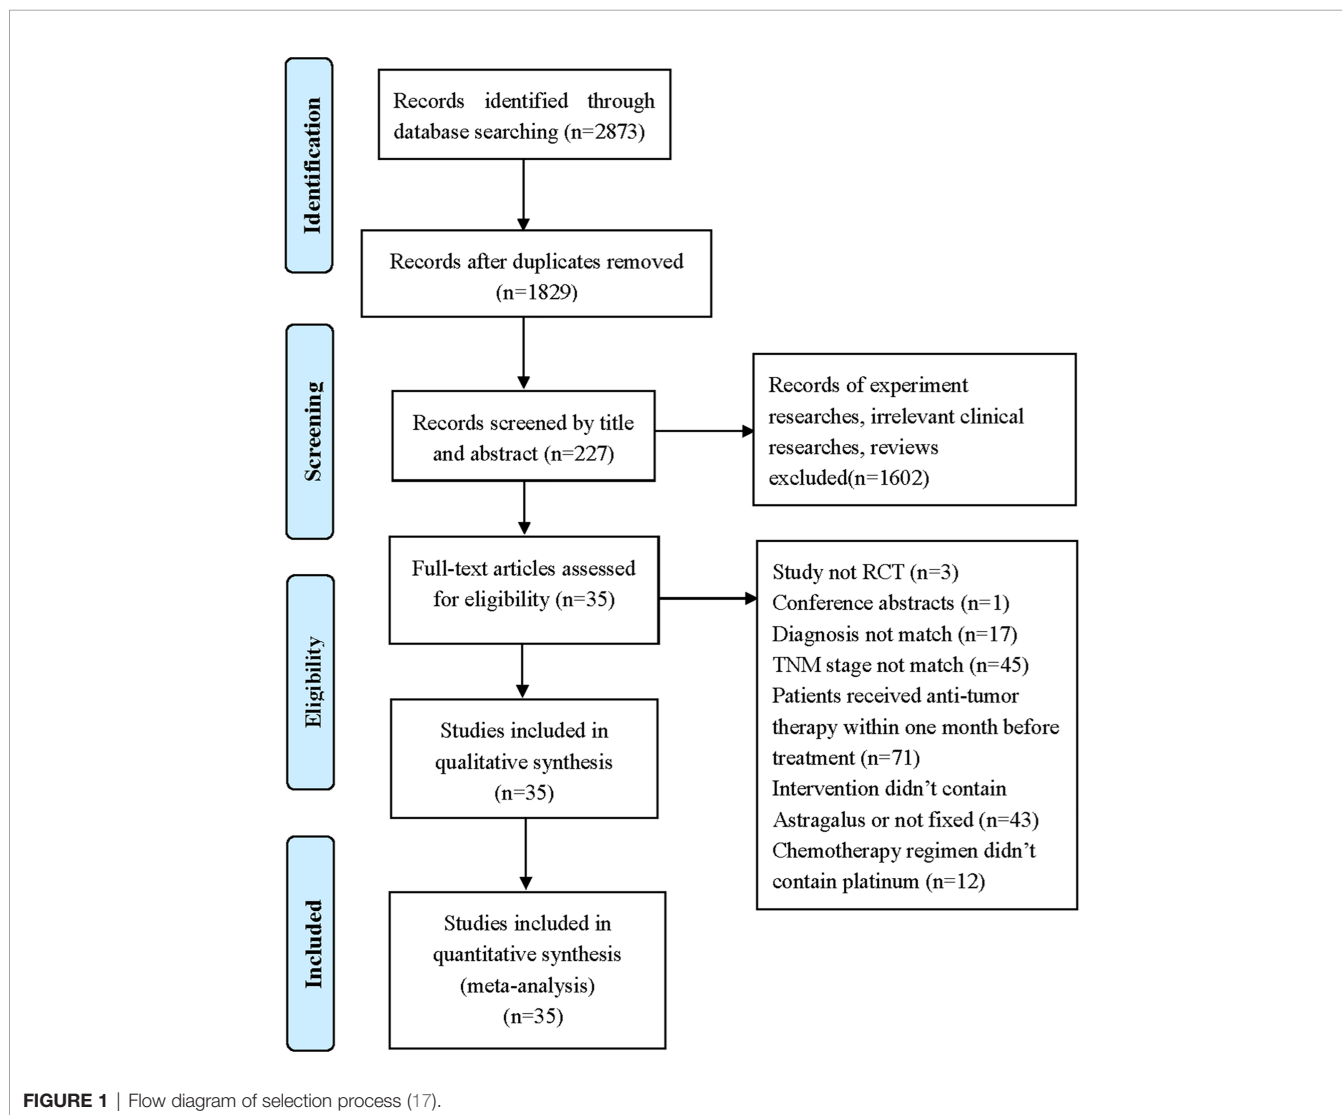 Identification
Records identified through
database searching (n=2873)
Records after duplicates removed
(n=1829)
Screening
Records screened by title
and abstract (n=227)
Records of experiment
researches, irrelevant clinical
researches, reviews
excluded(n=1602)
Full-text articles assessed
for eligibility (n=35)
Study not RCT (n=3)
Conference abstracts (n=1)
Diagnosis not match (n=17)
TNM stage not match (n=45)
Patients received anti-tumor
therapy within one month before
treatment (n=71)
Intervention didn’t contain
Astragalus or not fixed (n=43)
Chemotherapy regimen didn’t
contain platinum (n=12)
Eligibility
Studies included in
qualitative synthesis
(n=35)
Included
Studies included in
quantitative synthesis
(meta-analysis)
(n=35)
FIGURE 1 | Flow diagram of selection process (17).